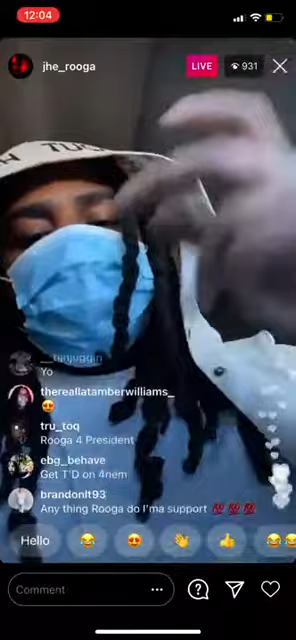 12:04
jhe_rooga
LIVE
931
Yo
thereallatamberwilliams_
😍
tru_toq
Rooga 4 President
ebg_behave
Get T'D on 4nem
brandonlt93
Any thing Rooga do I'ma support 💯💯💯
Hello 😂 😍 👏 👍 😂😂
Comment